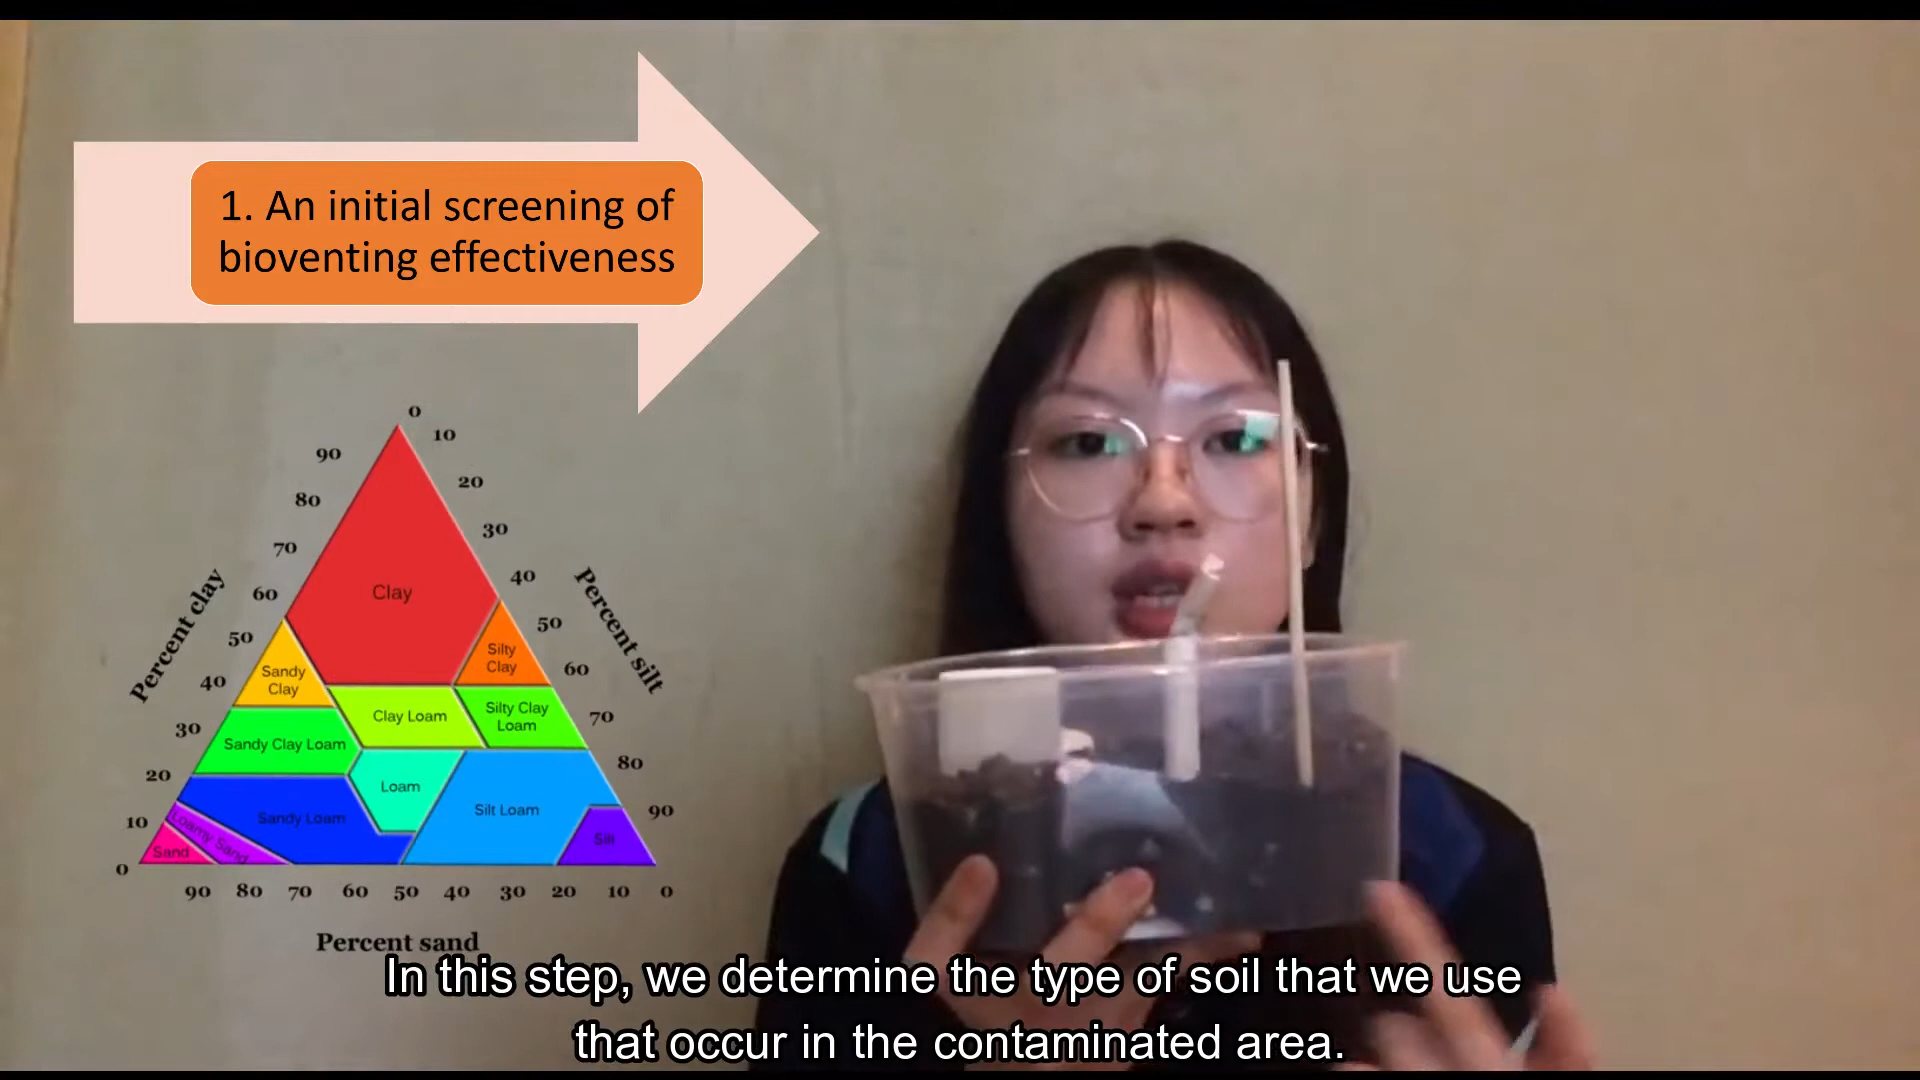 1. An initial screening of
bioventing effectiveness
0
10
20
30
40
50
60
70
80
90
Percent silt
90
80
70
60
50
40
30
20
10
0
Percent clay
Clay
Silty
Clay
Sandy
Clay
Clay Loam
Silty Clay
Loam
Sandy Clay Loam
Loam
Silt Loam
Sandy Loam
Silt
Loamy Sand
Sand
90 80 70 60 50 40 30 20 10 0
Percent sand
In this step, we determine the type of soil that we use
that occur in the contaminated area.